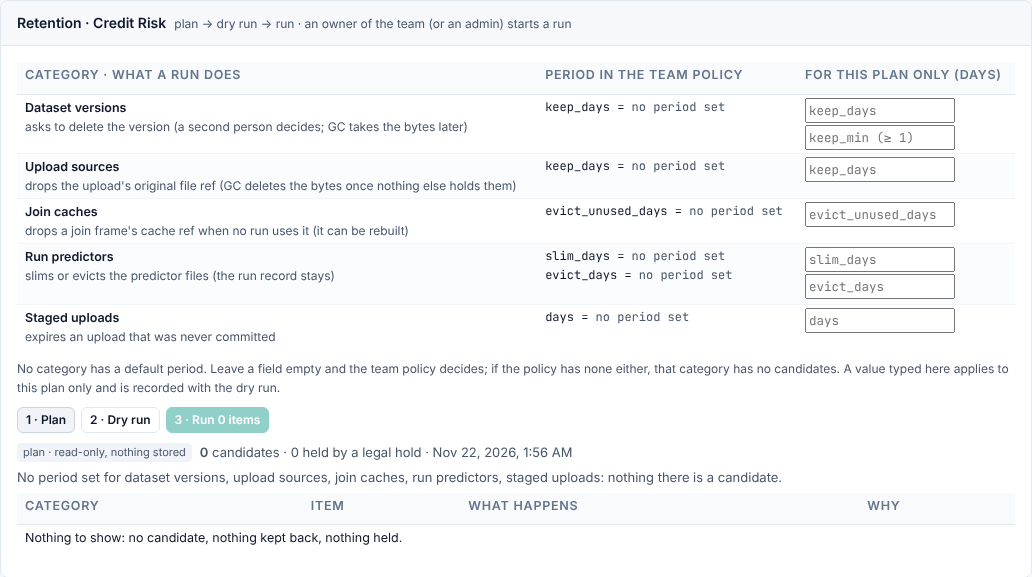 Retention · Credit Risk plan → dry run → run · an owner of the team (or an admin) starts a run
CATEGORY · WHAT A RUN DOES PERIOD IN THE TEAM POLICY FOR THIS PLAN ONLY (DAYS)
Dataset versions keep_days = no period set keep_days
asks to delete the version (a second person decides; GC takes the bytes later) keep_min (≥ 1)
Upload sources keep_days = no period set keep_days
drops the upload's original file ref (GC deletes the bytes once nothing else holds them)
Join caches evict_unused_days = no period set evict_unused_days
drops a join frame's cache ref when no run uses it (it can be rebuilt)
Run predictors slim_days = no period set slim_days
slims or evicts the predictor files (the run record stays) evict_days = no period set evict_days
Staged uploads days = no period set days
expires an upload that was never committed
No category has a default period. Leave a field empty and the team policy decides; if the policy has none either, that category has no candidates. A value typed here applies to
this plan only and is recorded with the dry run.
1 · Plan 2 · Dry run 3 · Run 0 items
plan · read-only, nothing stored 0 candidates · 0 held by a legal hold · Nov 22, 2026, 1:56 AM
No period set for dataset versions, upload sources, join caches, run predictors, staged uploads: nothing there is a candidate.
CATEGORY ITEM WHAT HAPPENS WHY
Nothing to show: no candidate, nothing kept back, nothing held.